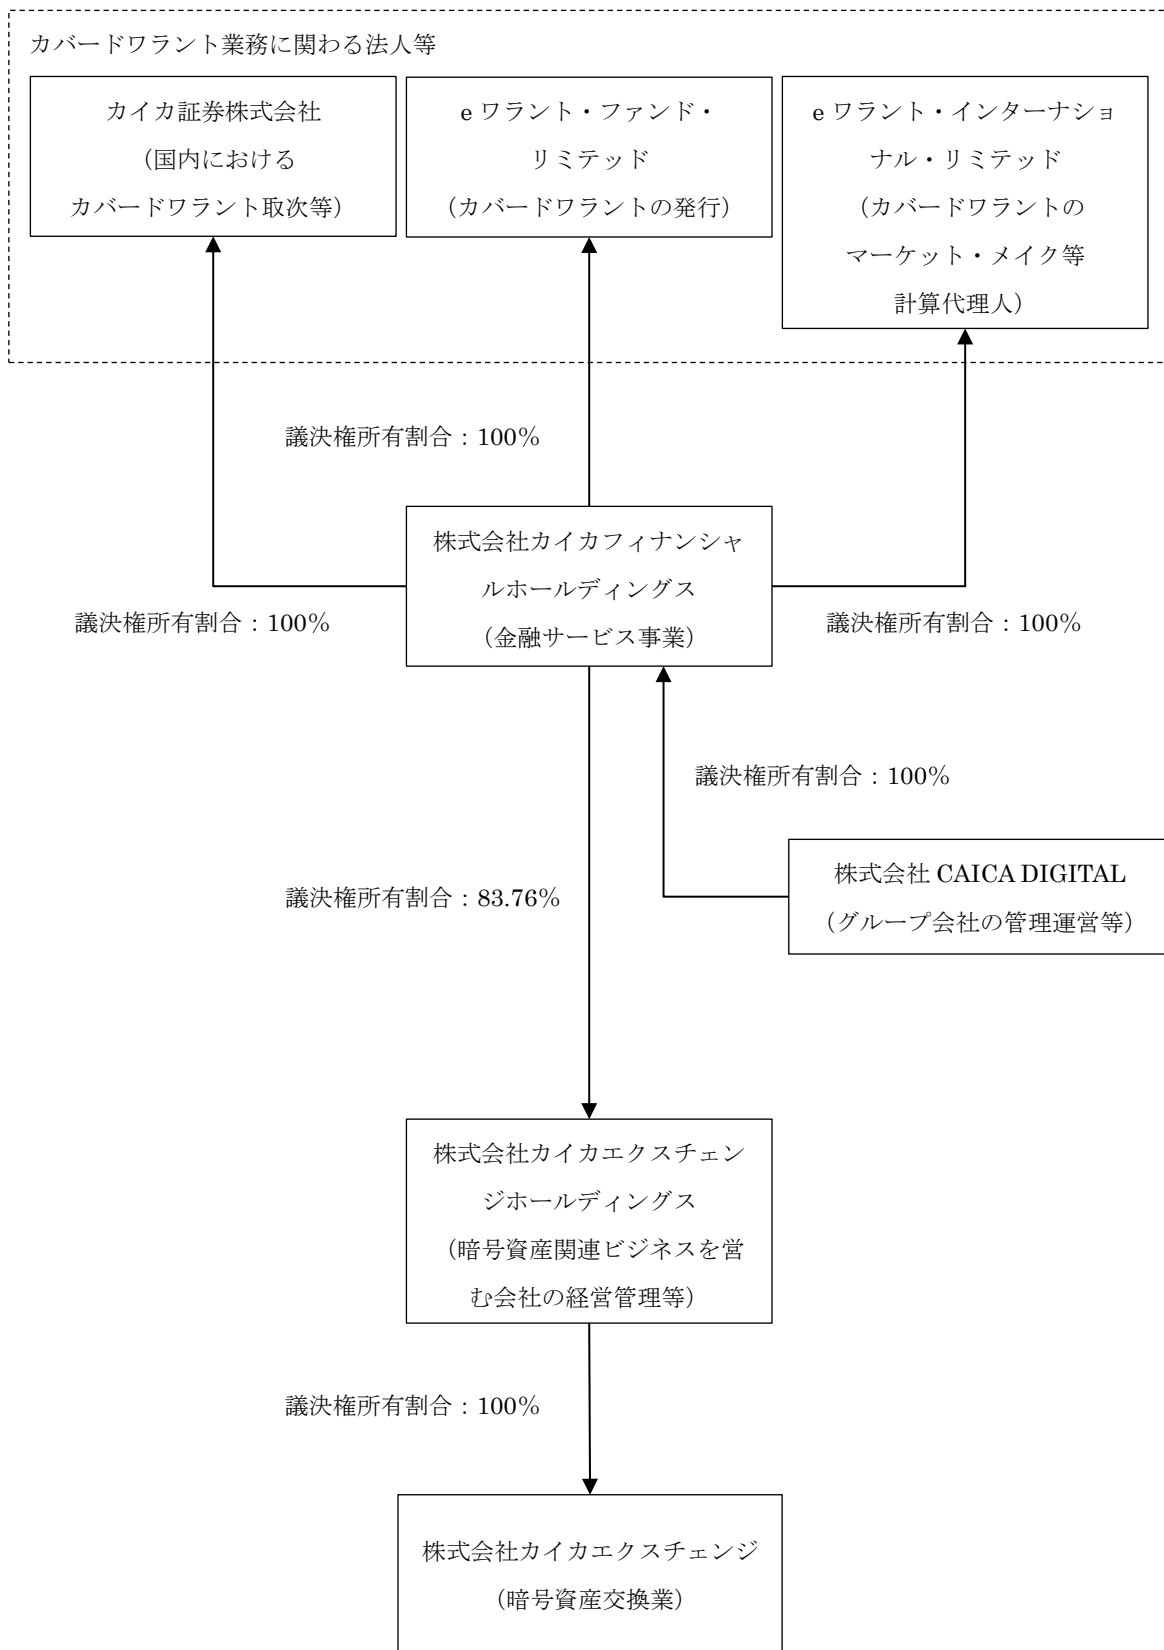 カバードワラント業務に関わる法人等
カイカ証券株式会社
（国内における
カバードワラント取次等）
e ワラント・ファンド・
リミテッド
（カバードワラントの発行）
e ワラント・インターナショ
ナル・リミテッド
（カバードワラントの
マーケット・メイク等
計算代理人）
議決権所有割合：100％
株式会社カイカフィナンシャ
ルホールディングス
（金融サービス事業）
議決権所有割合：100％
議決権所有割合：100％
議決権所有割合：100％
株式会社 CAICA DIGITAL
（グループ会社の管理運営等）
議決権所有割合：83.76％
株式会社カイカエクスチェン
ジホールディングス
（暗号資産関連ビジネスを営
む会社の経営管理等）
議決権所有割合：100％
株式会社カイカエクスチェンジ
（暗号資産交換業）